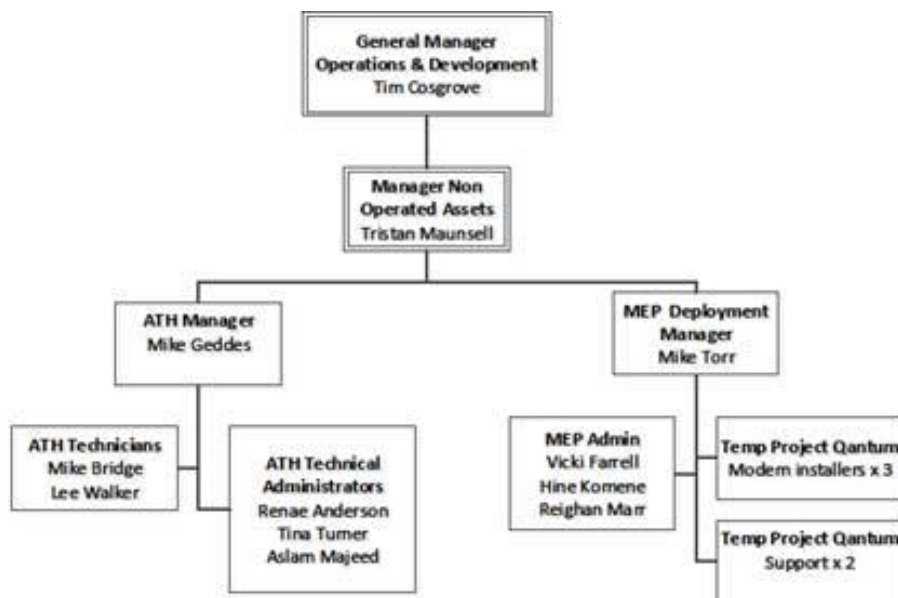 General Manager
Operations & Development
Tim Cosgrove
Manager Non
Operated Assets
Tristan Maunsell
ATH Manager
Mike Geddes
MEP Deployment
Manager
Mike Torr
ATH Technicians
Mike Bridge
Lee Walker
ATH Technical
Administrators
Renae Anderson
Tina Turner
Aslam Majeed
MEP Admin
Vicki Farrell
Hine Komene
Reighan Marr
Temp Project Qantum
Modem installers x 3
Temp Project Qantum
Support x 2